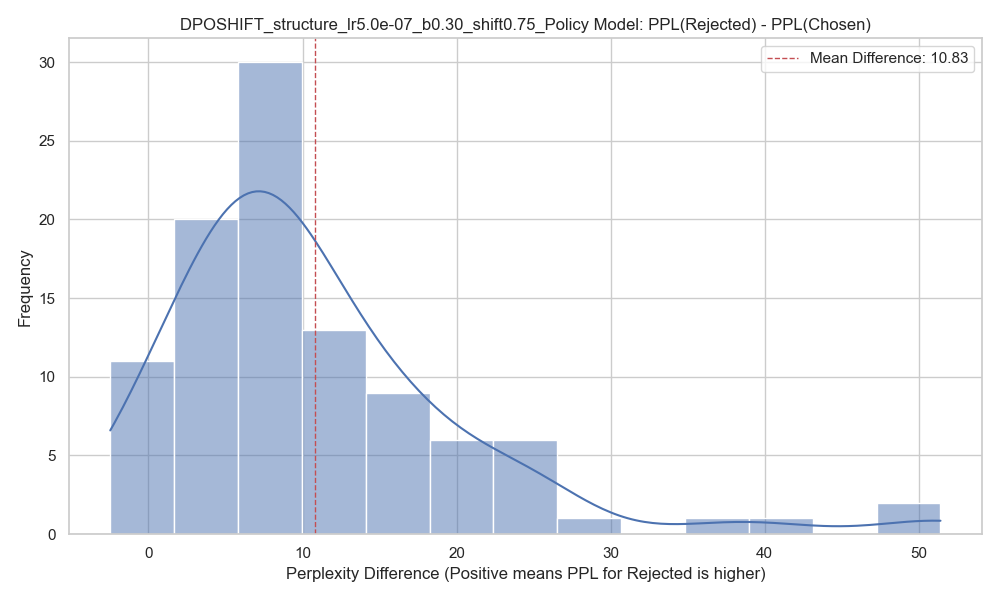 DPOSHIFT_structure_lr5.0e-07_b0.30_shift0.75_Policy Model: PPL(Rejected) - PPL(Chosen)
Mean Difference: 10.83
30
25
20
15
10
5
0
Frequency
0 10 20 30 40 50
Perplexity Difference (Positive means PPL for Rejected is higher)